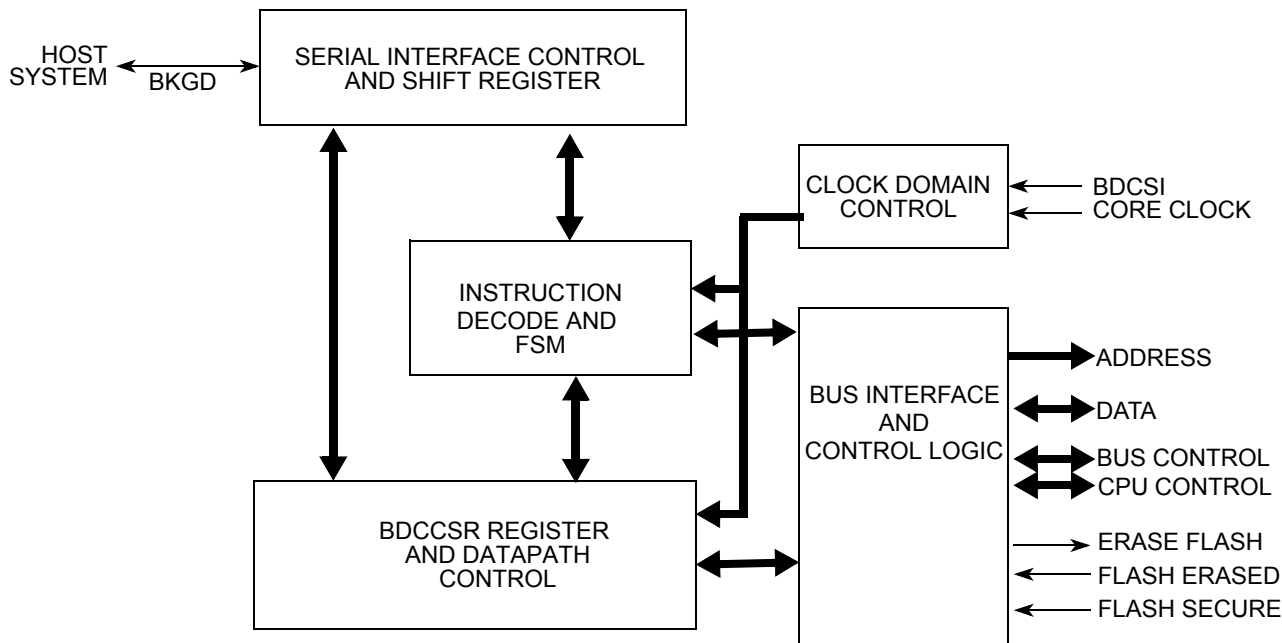 HOST
SYSTEM
BKGD
SERIAL INTERFACE CONTROL
AND SHIFT REGISTER
CLOCK DOMAIN
CONTROL
BDCSI
CORE CLOCK
INSTRUCTION
DECODE AND
FSM
BUS INTERFACE
AND
CONTROL LOGIC
ADDRESS
DATA
BUS CONTROL
CPU CONTROL
ERASE FLASH
FLASH ERASED
FLASH SECURE
BDCCSR REGISTER
AND DATAPATH
CONTROL